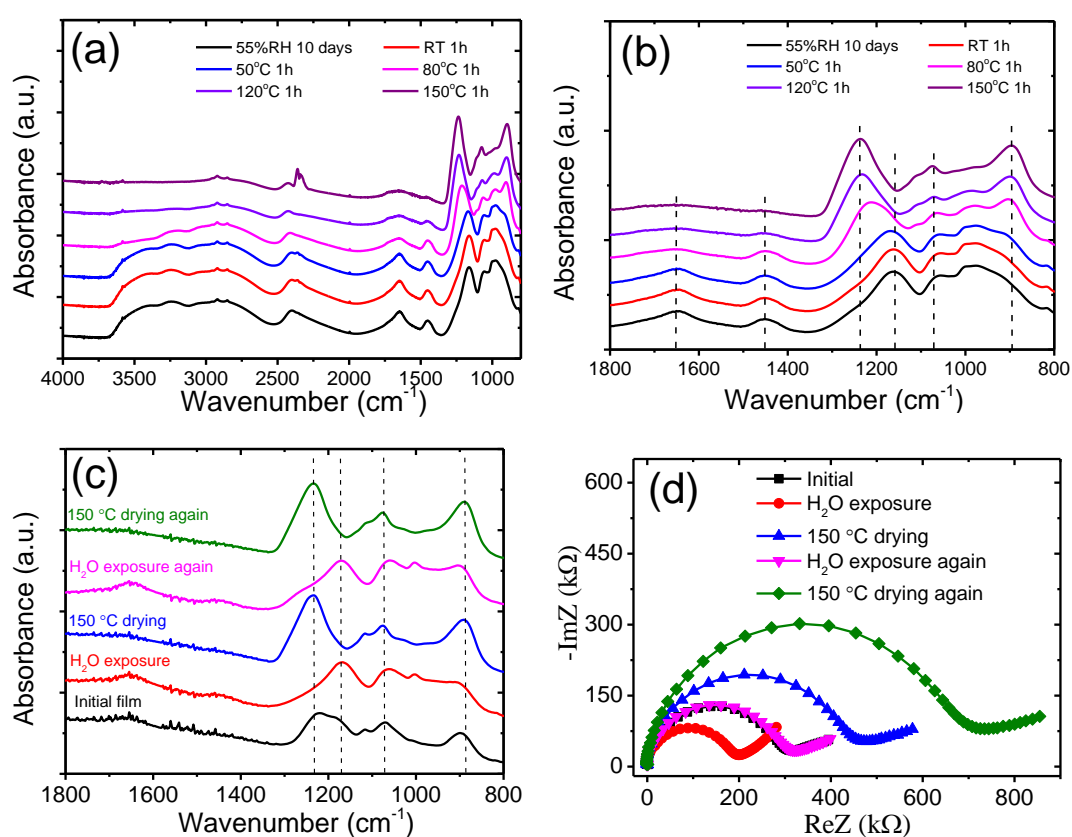 (a)
55%RH 10 days RT 1h
50°C 1h 80°C 1h
120°C 1h 150°C 1h
Absorbance (a.u.)
4000 3500 3000 2500 2000 1500 1000
Wavenumber (cm⁻¹)
(b)
55%RH 10 days RT 1h
50°C 1h 80°C 1h
120°C 1h 150°C 1h
Absorbance (a.u.)
1800 1600 1400 1200 1000 800
Wavenumber (cm⁻¹)
(c)
150 °C drying again
H₂O exposure again
150 °C drying
H₂O exposure
Initial film
Absorbance (a.u.)
1800 1600 1400 1200 1000 800
Wavenumber (cm⁻¹)
(d)
Initial
H₂O exposure
150 °C drying
H₂O exposure again
150 °C drying again
-ImZ (kΩ)
600
450
300
150
0
0 200 400 600 800
ReZ (kΩ)